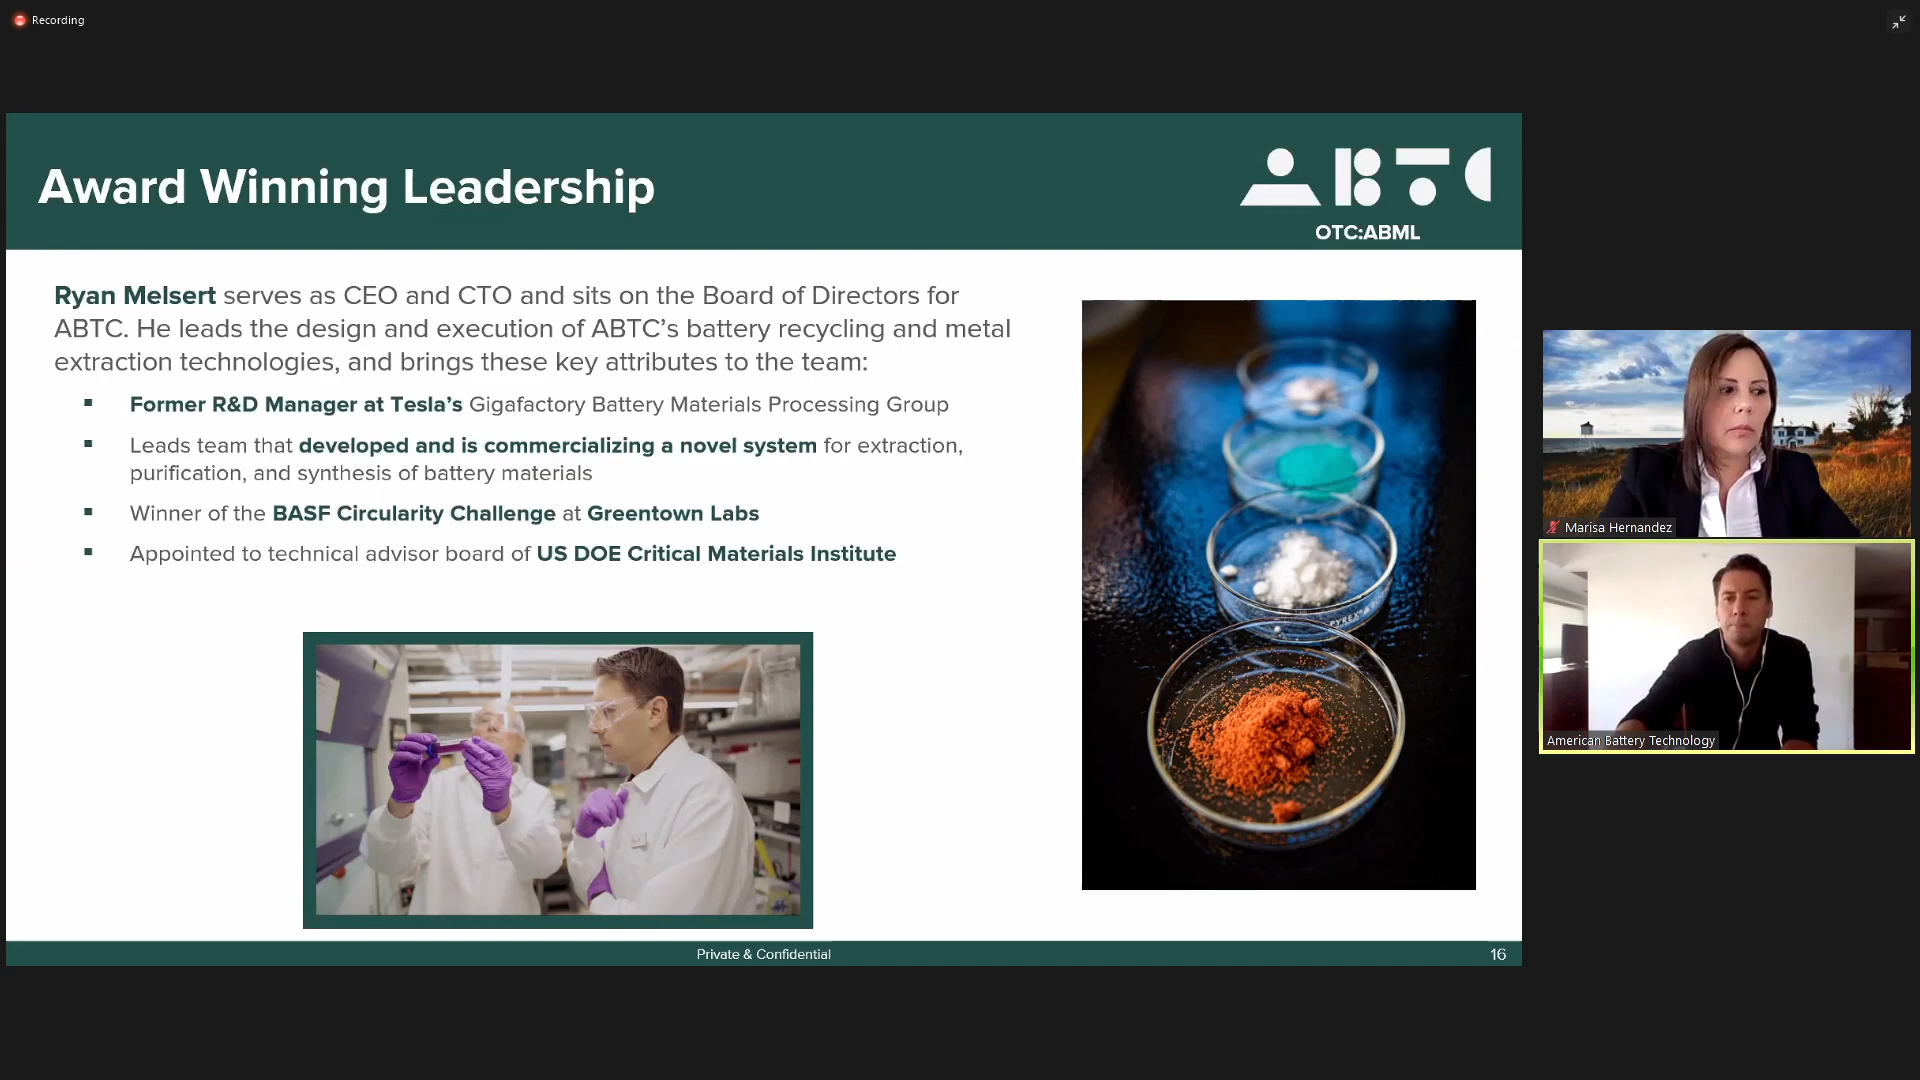 Recording
Award Winning Leadership
ABTC
OTC:ABML
Ryan Melsert serves as CEO and CTO and sits on the Board of Directors for
ABTC. He leads the design and execution of ABTC’s battery recycling and metal
extraction technologies, and brings these key attributes to the team:
▪ Former R&D Manager at Tesla’s Gigafactory Battery Materials Processing Group
▪ Leads team that developed and is commercializing a novel system for extraction,
purification, and synthesis of battery materials
▪ Winner of the BASF Circularity Challenge at Greentown Labs
▪ Appointed to technical advisor board of US DOE Critical Materials Institute
PYREX
Marisa Hernandez
American Battery Technology
Private & Confidential
16